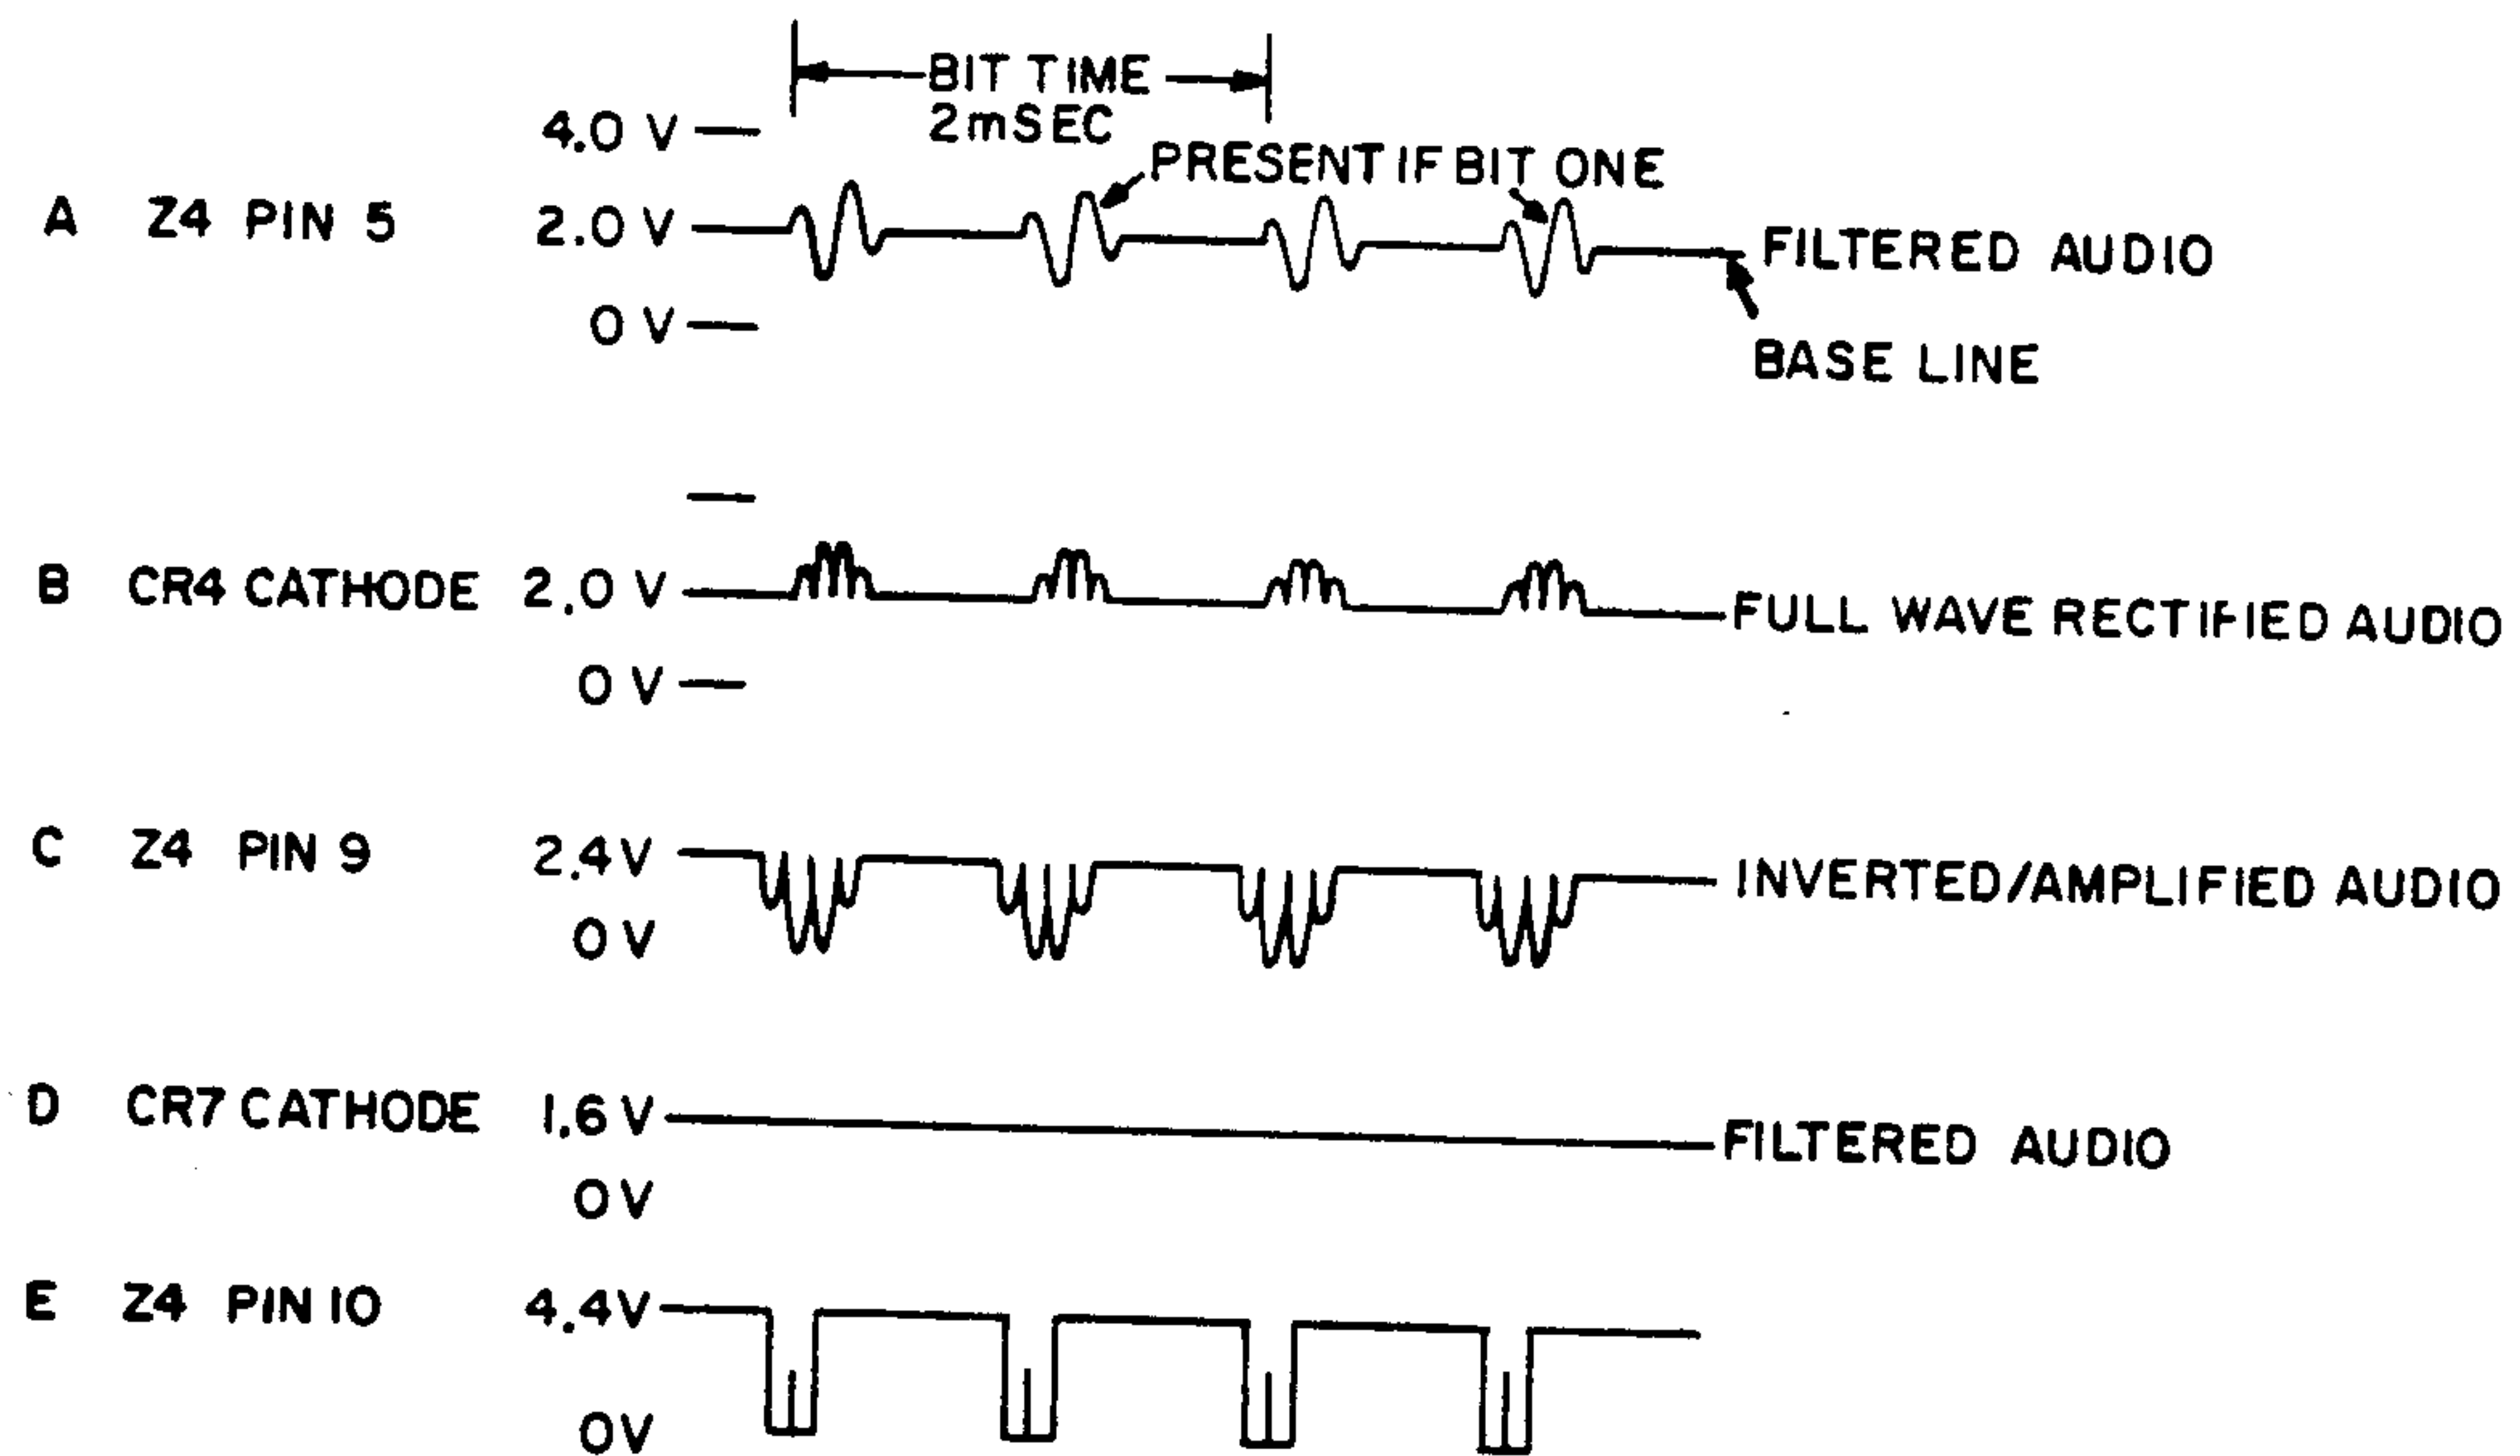 BIT TIME
2mSEC
4.0 V
PRESENT IF BIT ONE
A Z4 PIN 5 2.0 V FILTERED AUDIO
0 V
BASE LINE
B CR4 CATHODE 2.0 V FULL WAVE RECTIFIED AUDIO
0 V
C Z4 PIN 9 2.4V INVERTED/AMPLIFIED AUDIO
0 V
D CR7 CATHODE 1.6 V FILTERED AUDIO
0V
E Z4 PIN 10 4.4V
0V